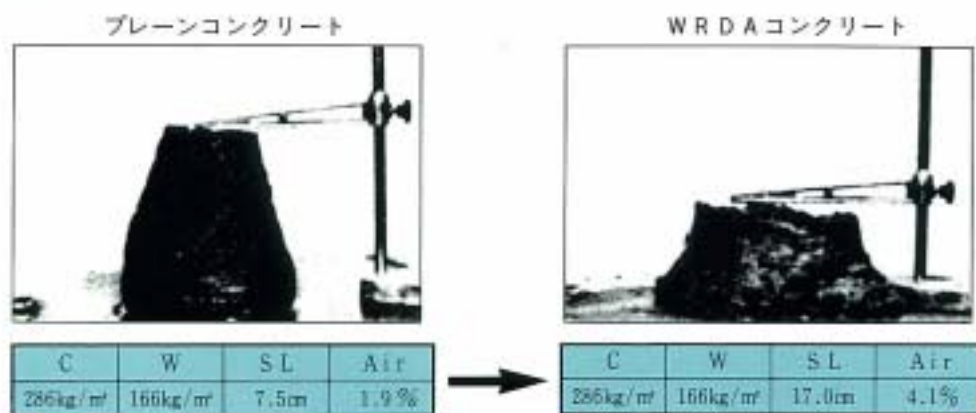 プレーンコンクリート
WRDAコンクリート
C W SL Air
286kg/㎥ 166kg/㎥ 7.5㎝ 1.9%
C W SL Air
286kg/㎥ 166kg/㎥ 17.0㎝ 4.1%